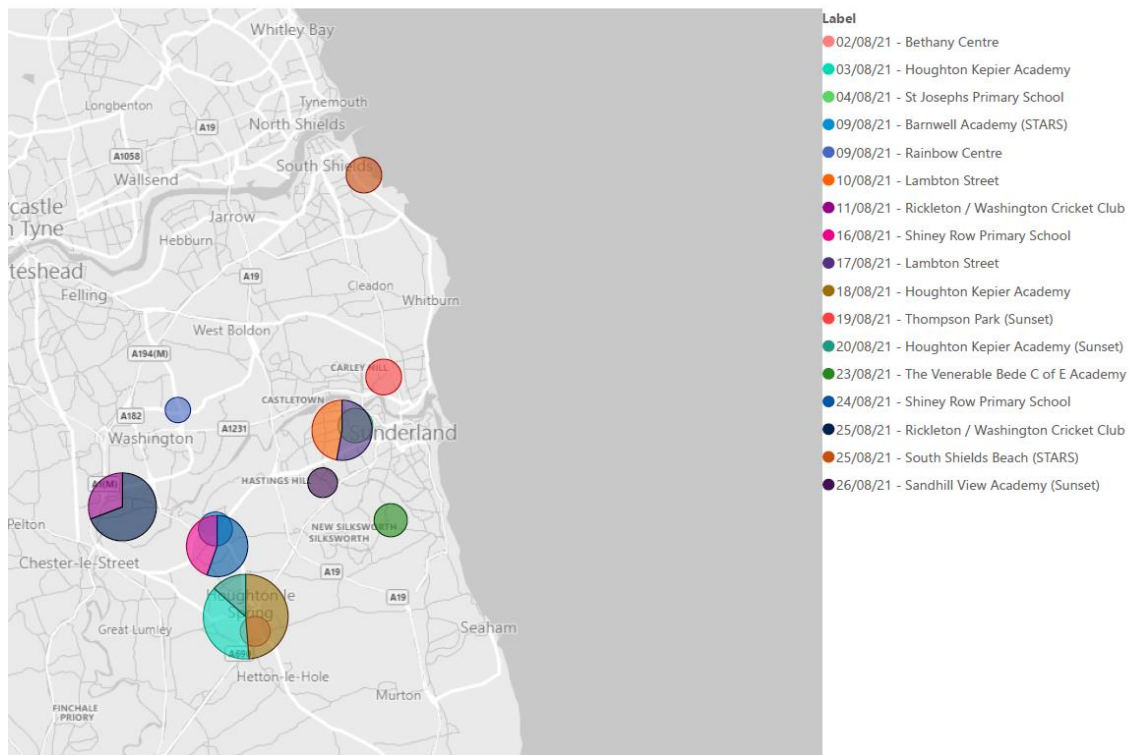 Whitley Bay
Longbenton
Tynemouth
A19
North Shields
A1058
South Shields
Wallsend
castle
Tyne
Jarrow
Hebburn
teshead
A19
Felling
Cleadon
Whitburn
West Boldon
A194(M)
CARLEY HILL
CASTLETOWN
A182
A1231
Washington
Sunderland
HASTINGS HILL
Pelton
NEW SILKSWORTH
SILKSWORTH
Chester-le-Street
A19
Houghton-le
Spring
A19
Great Lumley
Seaham
Hetton-le-Hole
Murton
FINCHALE
PRIORY
Label
02/08/21 - Bethany Centre
03/08/21 - Houghton Kepier Academy
04/08/21 - St Josephs Primary School
09/08/21 - Barnwell Academy (STARS)
09/08/21 - Rainbow Centre
10/08/21 - Lambton Street
11/08/21 - Rickleton / Washington Cricket Club
16/08/21 - Shiney Row Primary School
17/08/21 - Lambton Street
18/08/21 - Houghton Kepier Academy
19/08/21 - Thompson Park (Sunset)
20/08/21 - Houghton Kepier Academy (Sunset)
23/08/21 - The Venerable Bede C of E Academy
24/08/21 - Shiney Row Primary School
25/08/21 - Rickleton / Washington Cricket Club
25/08/21 - South Shields Beach (STARS)
26/08/21 - Sandhill View Academy (Sunset)